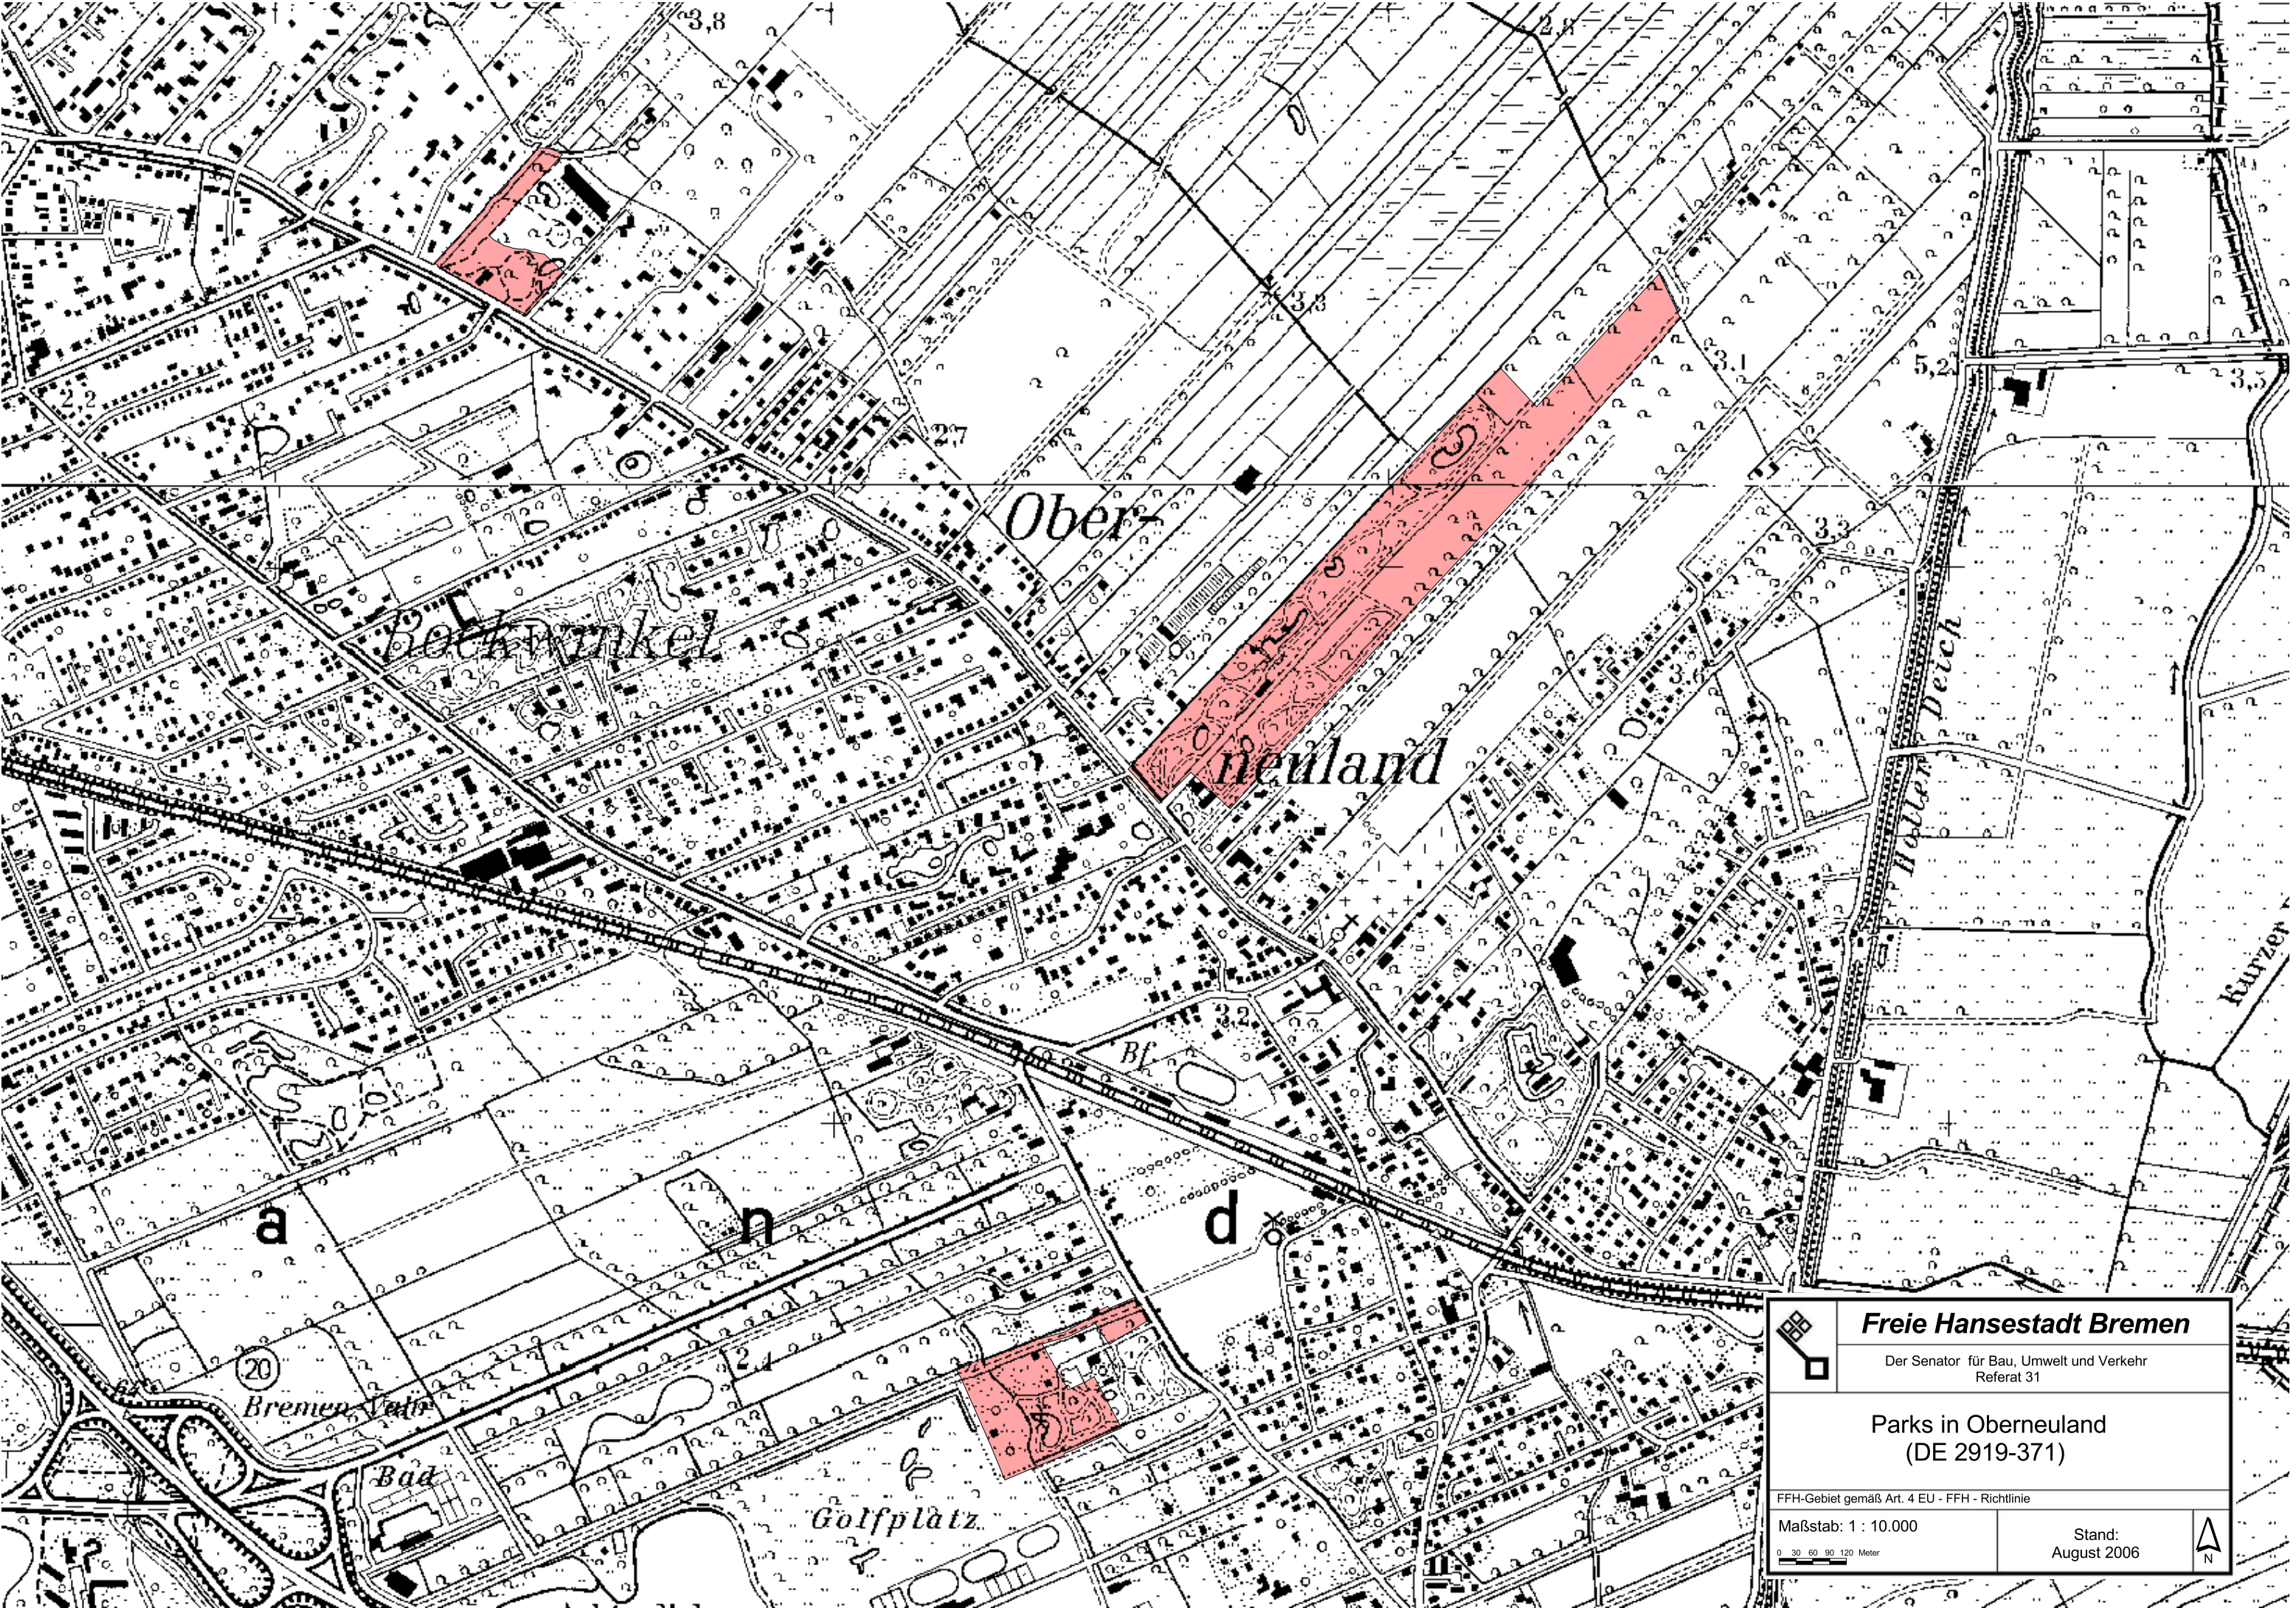 3,8
2,8
3,3
3,1
5,2
3,5
2,2
2,7
Ober-
3,3
Rockwinkel
3,6
Holler Deich
neuland
Kurzer
3,2
Bf
a n d
2,4
20
Bremen-Vahr
Bad
Golfplatz
Freie Hansestadt Bremen
Der Senator für Bau, Umwelt und Verkehr
Referat 31
Parks in Oberneuland
(DE 2919-371)
FFH-Gebiet gemäß Art. 4 EU - FFH - Richtlinie
Maßstab: 1 : 10.000
0 30 60 90 120 Meter
Stand:
August 2006
N